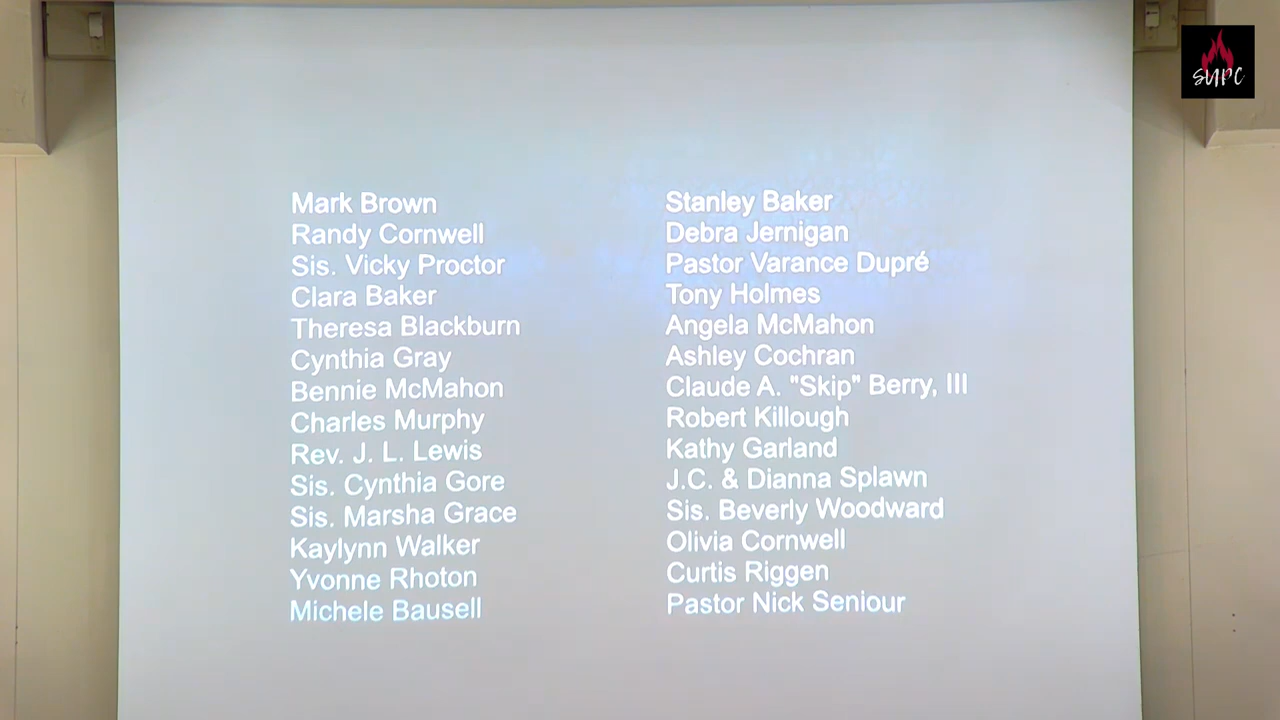 SUPC
Mark Brown
Randy Cornwell
Sis. Vicky Proctor
Clara Baker
Theresa Blackburn
Cynthia Gray
Bennie McMahon
Charles Murphy
Rev. J. L. Lewis
Sis. Cynthia Gore
Sis. Marsha Grace
Kaylynn Walker
Yvonne Rhoton
Michele Bausell
Stanley Baker
Debra Jernigan
Pastor Varance Dupré
Tony Holmes
Angela McMahon
Ashley Cochran
Claude A. "Skip" Berry, III
Robert Killough
Kathy Garland
J.C. & Dianna Splawn
Sis. Beverly Woodward
Olivia Cornwell
Curtis Riggen
Pastor Nick Seniour